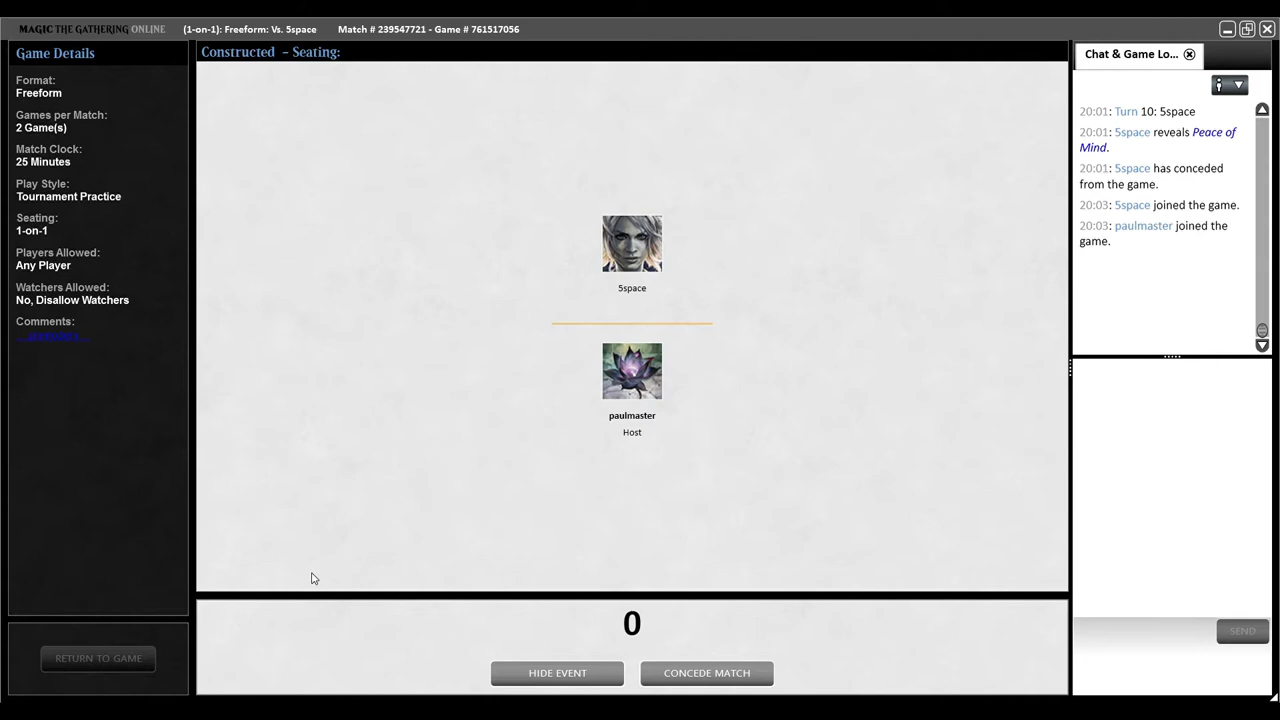 MAGIC THE GATHERING ONLINE (1-on-1): Freeform: Vs. 5space Match # 239547721 - Game # 761517056
Game Details
Format:
Freeform
Games per Match:
2 Game(s)
Match Clock:
25 Minutes
Play Style:
Tournament Practice
Seating:
1-on-1
Players Allowed:
Any Player
Watchers Allowed:
No, Disallow Watchers
Comments:
RETURN TO GAME
Constructed – Seating:
5space
paulmaster
Host
0
HIDE EVENT
CONCEDE MATCH
Chat & Game Lo...
20:01: Turn 10: 5space
20:01: 5space reveals Peace of
Mind.
20:01: 5space has conceded
from the game.
20:03: 5space joined the game.
20:03: paulmaster joined the
game.
SEND